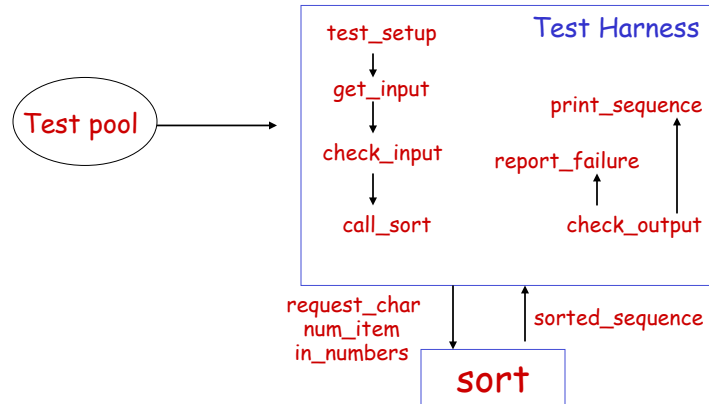 Test Harness
test_setup
get_input
print_sequence
Test pool
check_input
report_failure
call_sort
check_output
request_char
num_item
in_numbers
sorted_sequence
sort